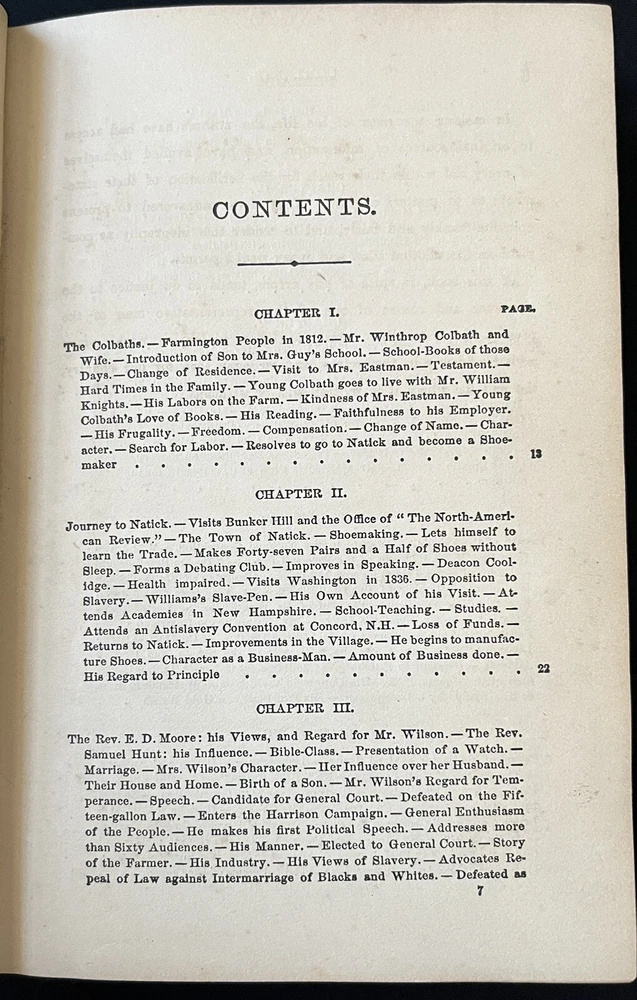 CONTENTS.
CHAPTER I.
PAGE.
The Colbaths. — Farmington People in 1812. — Mr. Winthrop Colbath and
Wife. — Introduction of Son to Mrs. Guy's School. — School-Books of those
Days. — Change of Residence. — Visit to Mrs. Eastman. — Testament. —
Hard Times in the Family. — Young Colbath goes to live with Mr. William
Knights. — His Labors on the Farm. — Kindness of Mrs. Eastman. — Young
Colbath's Love of Books. — His Reading. — Faithfulness to his Employer.
— His Frugality. — Freedom. — Compensation. — Change of Name. — Char-
acter. — Search for Labor. — Resolves to go to Natick and become a Shoe-
maker . . . . . . . . . . . . . 13
CHAPTER II.
Journey to Natick. — Visits Bunker Hill and the Office of "The North-Ameri-
can Review." — The Town of Natick. — Shoemaking. — Lets himself to
learn the Trade. — Makes Forty-seven Pairs and a Half of Shoes without
Sleep. — Forms a Debating Club. — Improves in Speaking. — Deacon Cool-
idge. — Health impaired. — Visits Washington in 1836. — Opposition to
Slavery. — Williams's Slave-Pen. — His Own Account of his Visit. — At-
tends Academies in New Hampshire. — School-Teaching. — Studies. —
Attends an Antislavery Convention at Concord, N.H. — Loss of Funds. —
Returns to Natick. — Improvements in the Village. — He begins to manufac-
ture Shoes. — Character as a Business-Man. — Amount of Business done. —
His Regard to Principle . . . . . . . . . . . 22
CHAPTER III.
The Rev. E. D. Moore: his Views, and Regard for Mr. Wilson. — The Rev.
Samuel Hunt: his Influence. — Bible-Class. — Presentation of a Watch. —
Marriage. — Mrs. Wilson's Character. — Her Influence over her Husband. —
Their House and Home. — Birth of a Son. — Mr. Wilson's Regard for Tem-
perance. — Speech. — Candidate for General Court. — Defeated on the Fif-
teen-gallon Law. — Enters the Harrison Campaign. — General Enthusiasm
of the People. — He makes his first Political Speech. — Addresses more
than Sixty Audiences. — His Manner. — Elected to General Court. — Story
of the Farmer. — His Industry. — His Views of Slavery. — Advocates Re-
peal of Law against Intermarriage of Blacks and Whites. — Defeated as
7